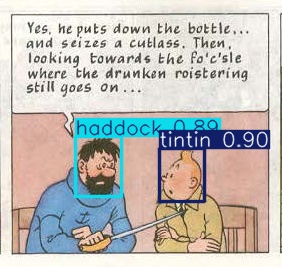 Yes, he puts down the bottle...
and seizes a cutlass. Then,
looking towards the fo'c'sle
where the drunken roistering
still goes on...
haddock 0.89
tintin 0.90